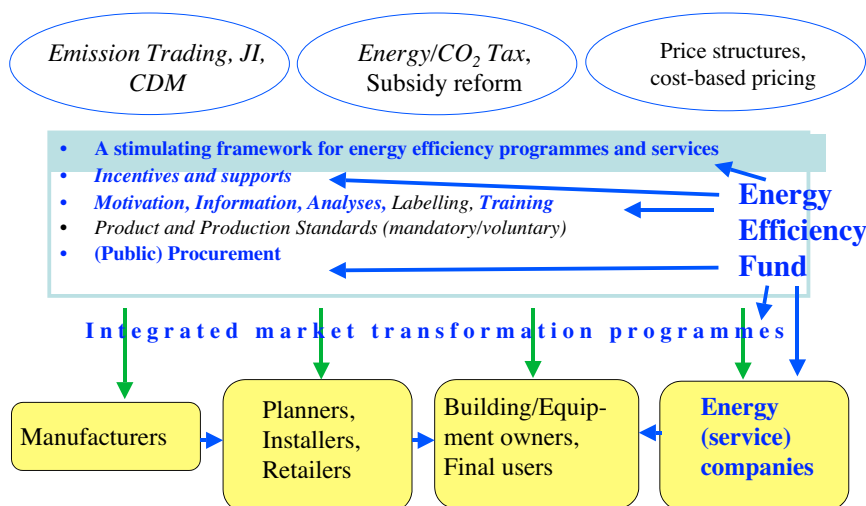 Emission Trading, JI,
CDM
Energy/CO2 Tax,
Subsidy reform
Price structures,
cost-based pricing
• A stimulating framework for energy efficiency programmes and services
• Incentives and supports
• Motivation, Information, Analyses, Labelling, Training
• Product and Production Standards (mandatory/voluntary)
• (Public) Procurement
Energy
Efficiency
Fund
Integrated market transformation programmes
Manufacturers
Planners,
Installers,
Retailers
Building/Equip-
ment owners,
Final users
Energy
(service)
companies